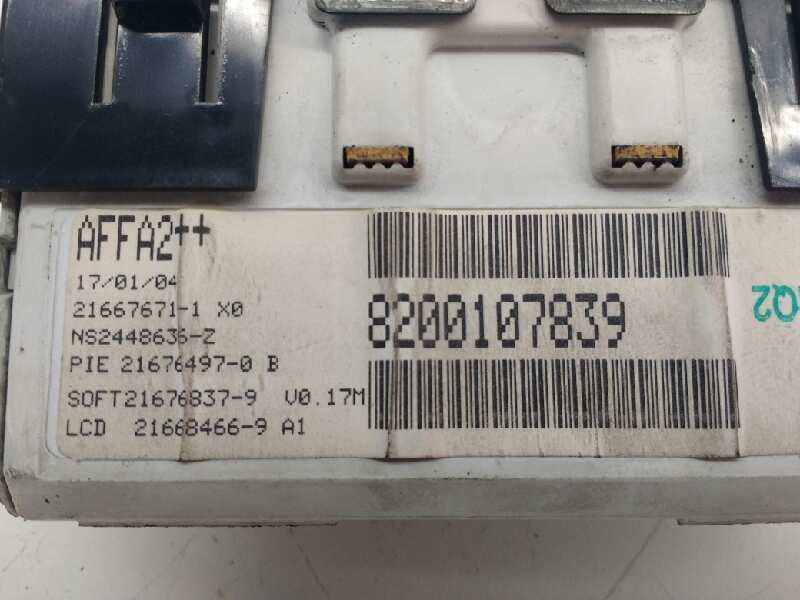 AFFA2++
17/01/04
21667671-1 X0
NS2448636-Z
PIE 21676497-0 B
SOFT21676837-9 V0.17M
LCD 21668466-9 A1
8200107839